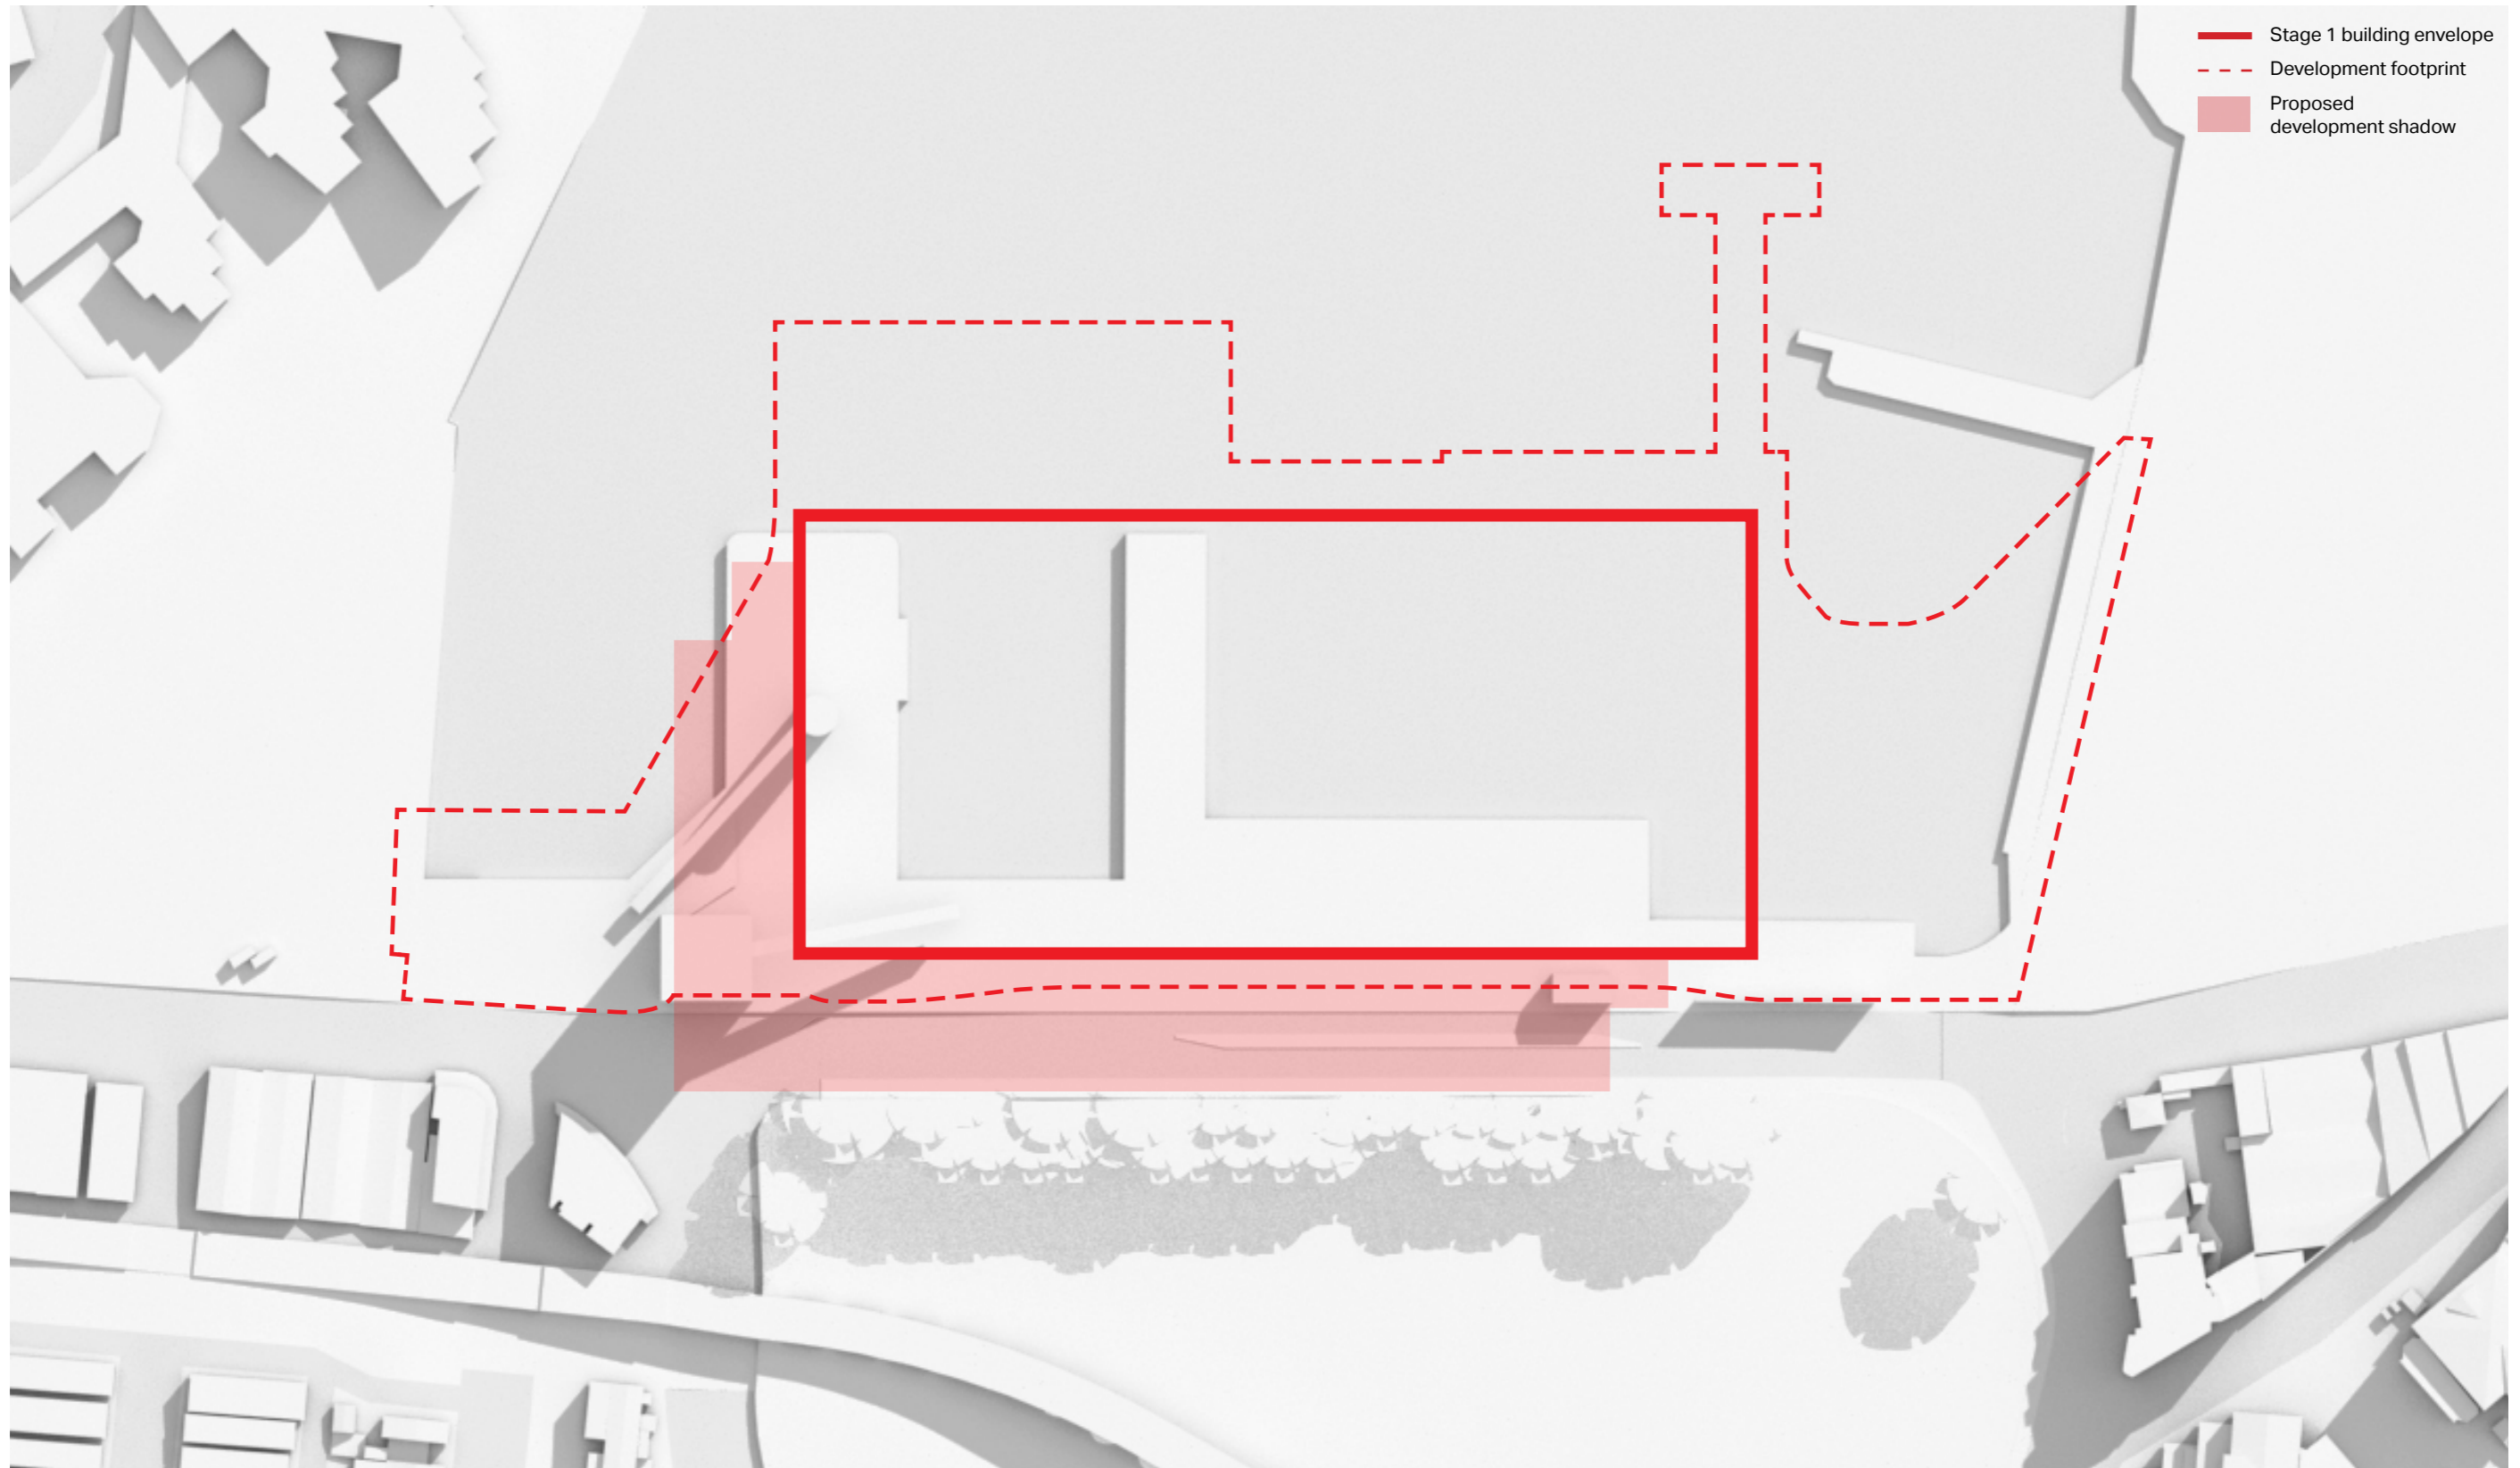 Stage 1 building envelope
Development footprint
Proposed
development shadow